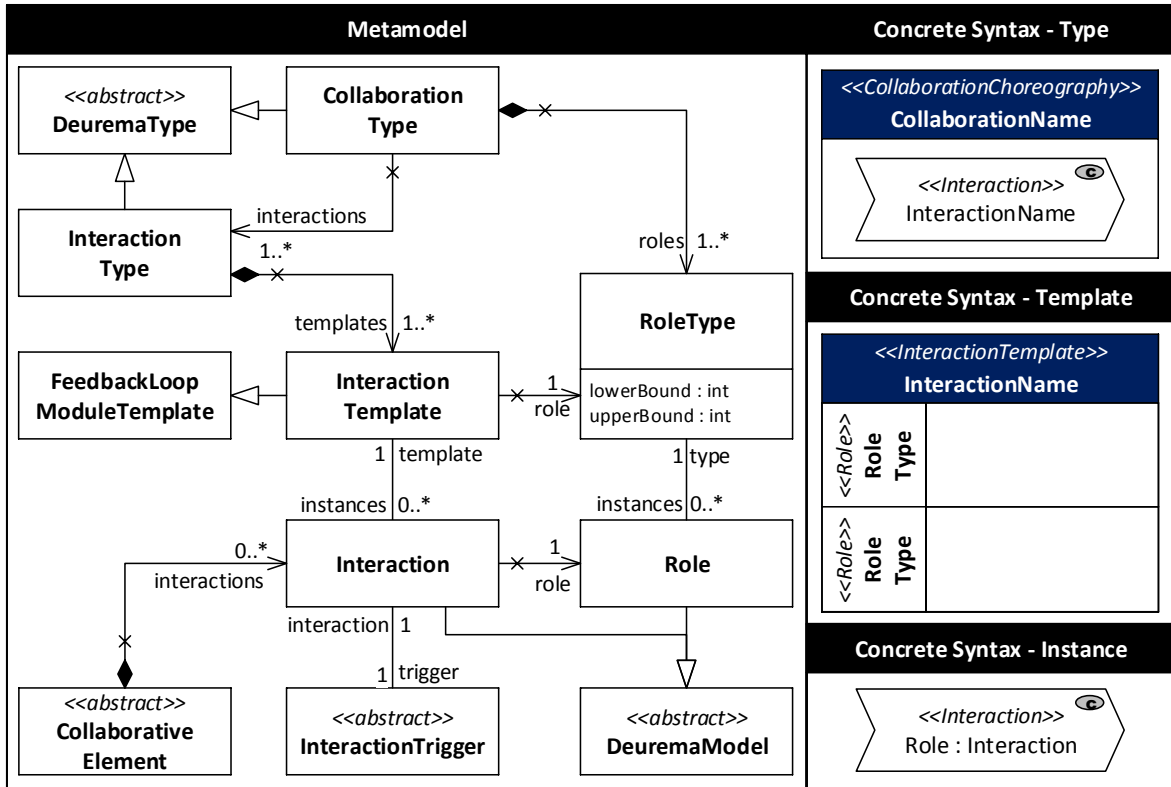 Metamodel
<<abstract>>
DeuremaType
Collaboration
Type
interactions
1..*
Interaction
Type
roles 1..*
templates 1..*
RoleType
lowerBound : int
upperBound : int
FeedbackLoop
ModuleTemplate
Interaction
Template
1
role
1 template
1 type
instances 0..*
instances 0..*
0..*
interactions
Interaction
1
role
Role
interaction 1
1 trigger
<<abstract>>
Collaborative
Element
<<abstract>>
InteractionTrigger
<<abstract>>
DeuremaModel
Concrete Syntax - Type
<<CollaborationChoreography>>
CollaborationName
<<Interaction>>
C
InteractionName
Concrete Syntax - Template
<<InteractionTemplate>>
InteractionName
<<Role>>
Role
Type
<<Role>>
Role
Type
Concrete Syntax - Instance
<<Interaction>>
C
Role : Interaction